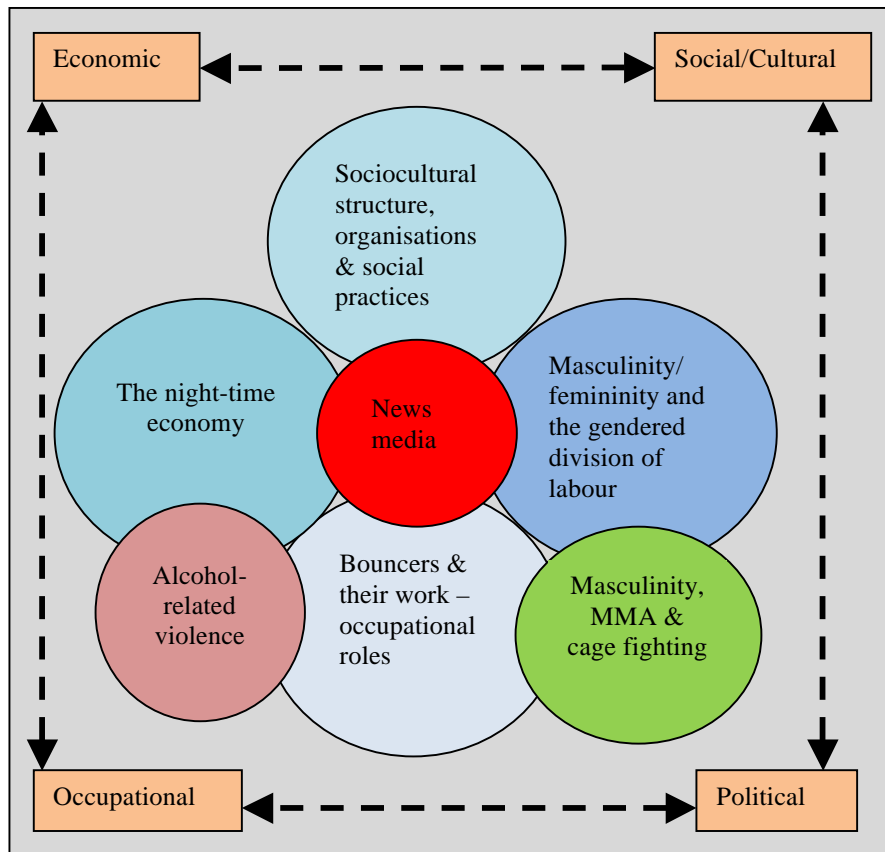 Economic
Social/Cultural
Sociocultural
structure,
organisations
& social
practices
The night-time
economy
News
media
Masculinity/
femininity and
the gendered
division of
labour
Alcohol-
related
violence
Bouncers &
their work –
occupational
roles
Masculinity,
MMA &
cage fighting
Occupational
Political